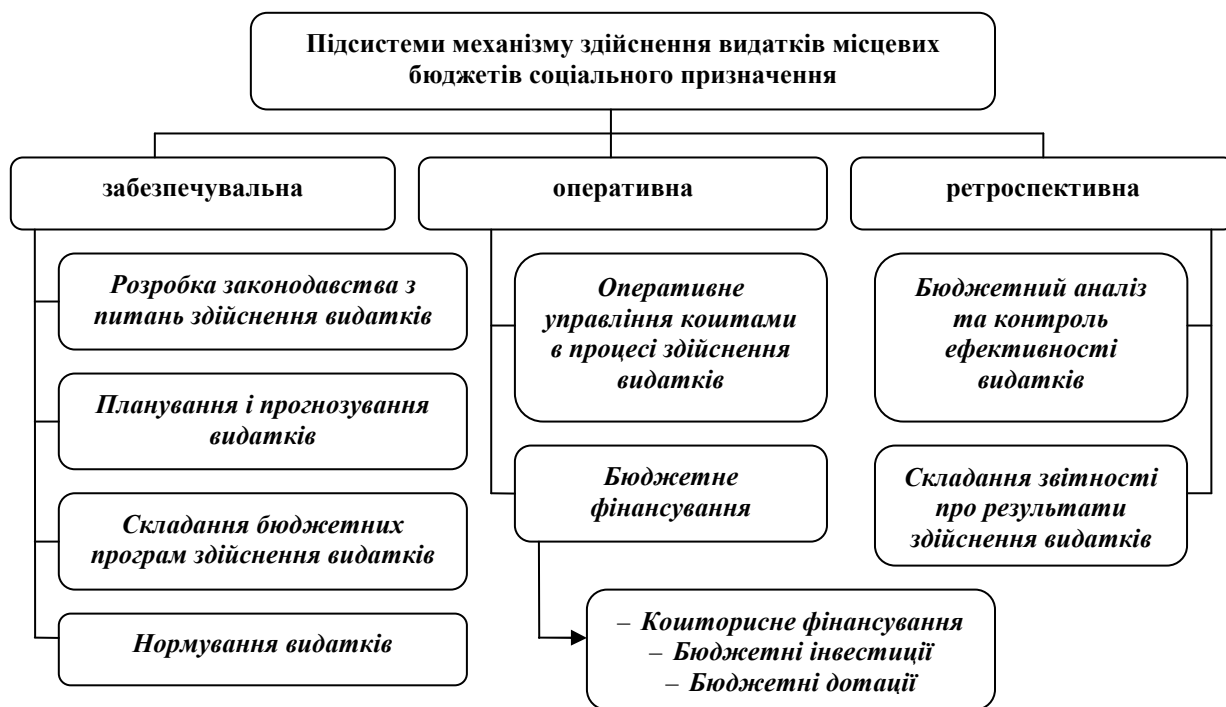 Підсистеми механізму здійснення видатків місцевих
бюджетів соціального призначення
забезпечувальна
оперативна
ретроспективна
Розробка законодавства з
питань здійснення видатків
Планування і прогнозування
видатків
Складання бюджетних
програм здійснення видатків
Нормування видатків
Оперативне
управління коштами
в процесі здійснення
видатків
Бюджетне
фінансування
– Кошторисне фінансування
– Бюджетні інвестиції
– Бюджетні дотації
Бюджетний аналіз
та контроль
ефективності
видатків
Складання звітності
про результати
здійснення видатків